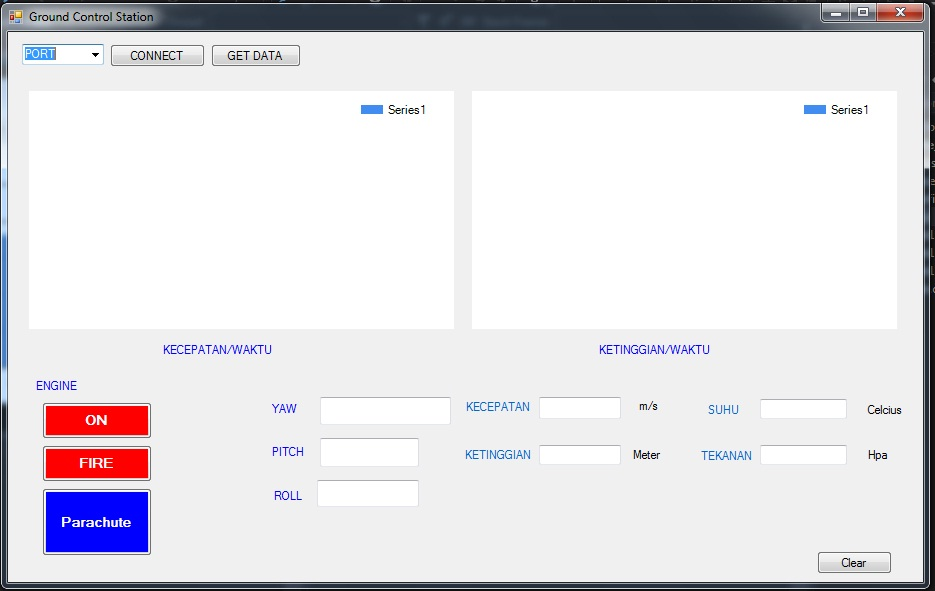 Ground Control Station
PORT CONNECT GET DATA
Series1 Series1
KECEPATAN/WAKTU KETINGGIAN/WAKTU
ENGINE
ON
FIRE
Parachute
YAW
PITCH
ROLL
KECEPATAN m/s
KETINGGIAN Meter
SUHU Celcius
TEKANAN Hpa
Clear